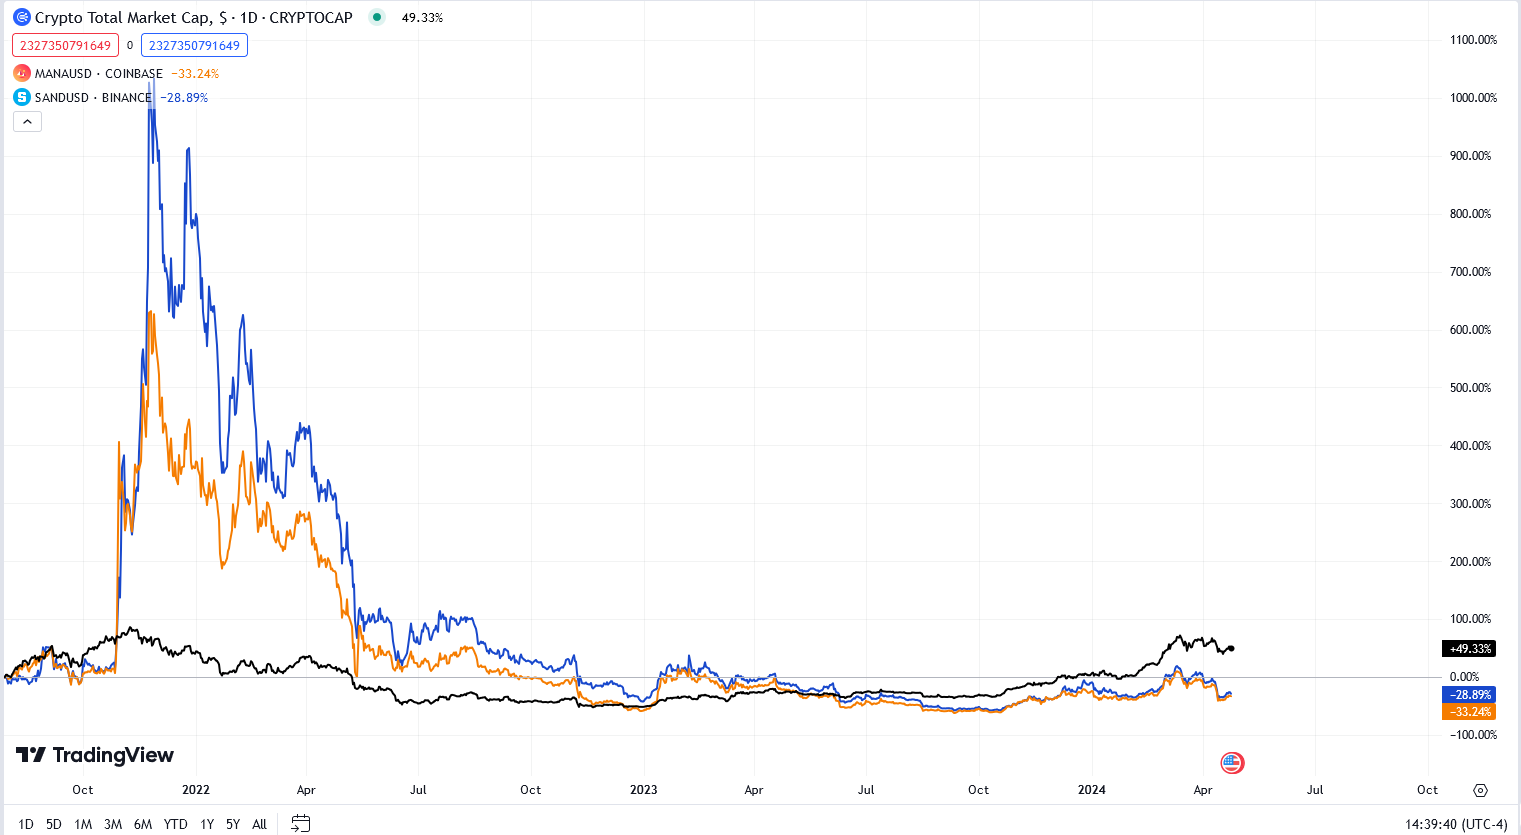 Crypto Total Market Cap, $ · 1D · CRYPTOCAP 49.33%
2327350791649 0 2327350791649
MANAUSD · COINBASE −33.24%
SANDUSD · BINANCE −28.89%
1100.00%
1000.00%
900.00%
800.00%
700.00%
600.00%
500.00%
400.00%
300.00%
200.00%
100.00%
+49.33%
0.00%
−28.89%
−33.24%
−100.00%
TradingView
Oct 2022 Apr Jul Oct 2023 Apr Jul Oct 2024 Apr Jul Oct
1D 5D 1M 3M 6M YTD 1Y 5Y All 14:39:40 (UTC-4)